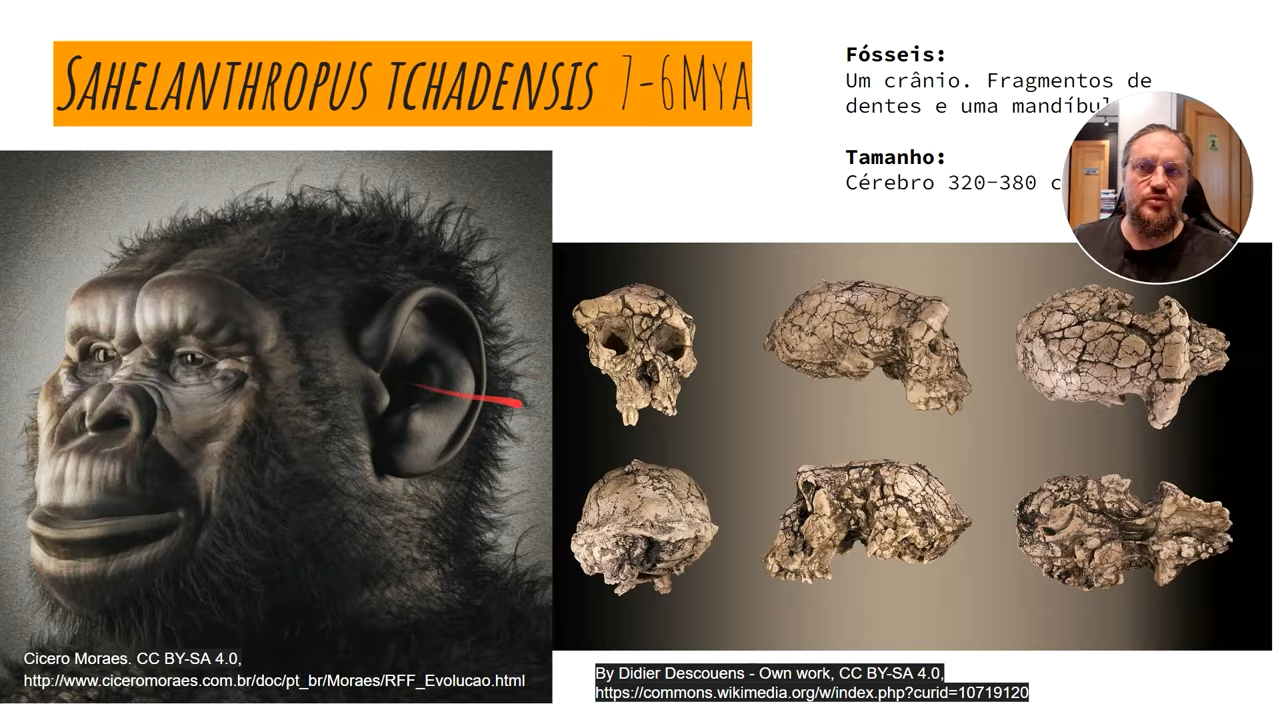 SAHELANTHROPUS TCHADENSIS 7-6MYA
Fósseis:
Um crânio. Fragmentos de
dentes e uma
Tamanho:
Cérebro 320-380
Cicero Moraes. CC BY-SA 4.0,
http://www.ciceromoraes.com.br/doc/pt_br/Moraes/RFF_Evolucao.html
By Didier Descouens - Own work, CC BY-SA 4.0,
https://commons.wikimedia.org/w/index.php?curid=10719120